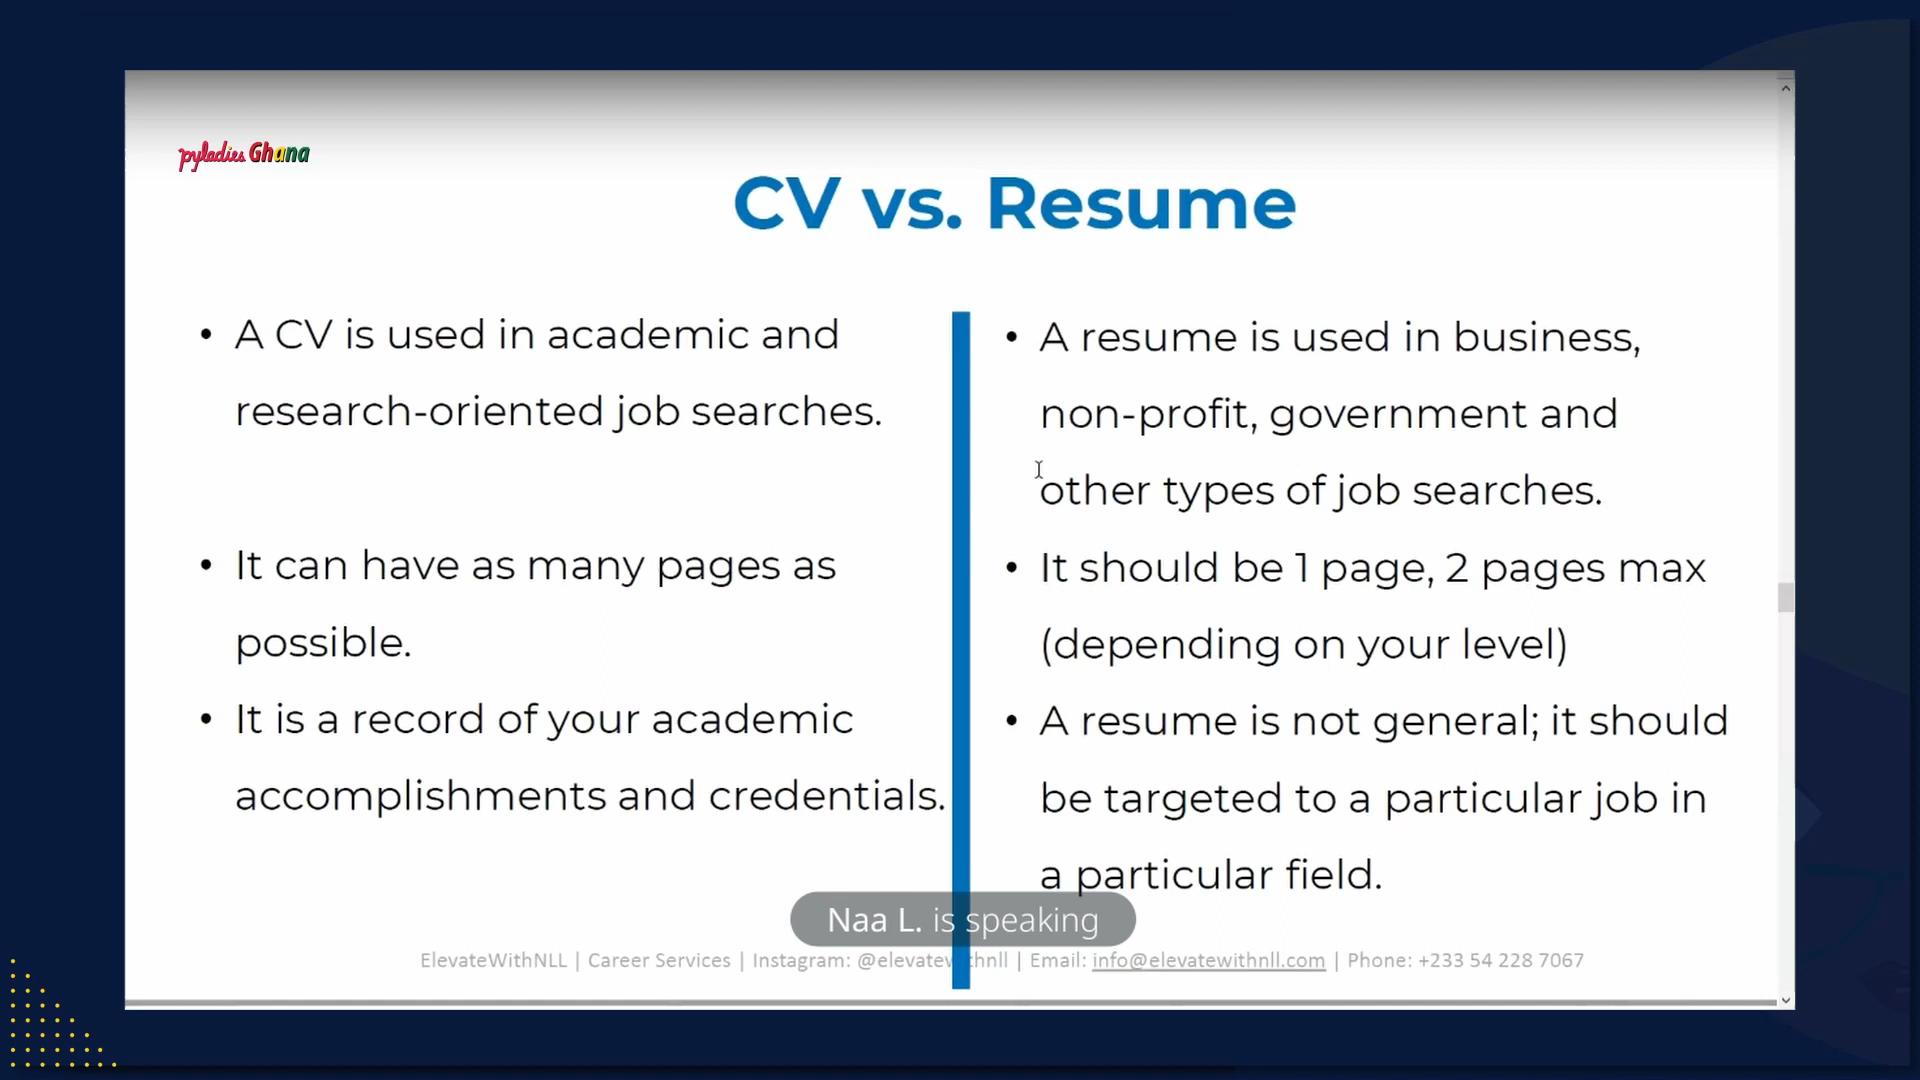 pyladies Ghana
CV vs. Resume
• A CV is used in academic and
research-oriented job searches.
• It can have as many pages as
possible.
• It is a record of your academic
accomplishments and credentials.
• A resume is used in business,
non-profit, government and
other types of job searches.
• It should be 1 page, 2 pages max
(depending on your level)
• A resume is not general; it should
be targeted to a particular job in
a particular field.
Naa L. is speaking
ElevateWithNLL | Career Services | Instagram: @elevatewithnll | Email: info@elevatewithnll.com | Phone: +233 54 228 7067